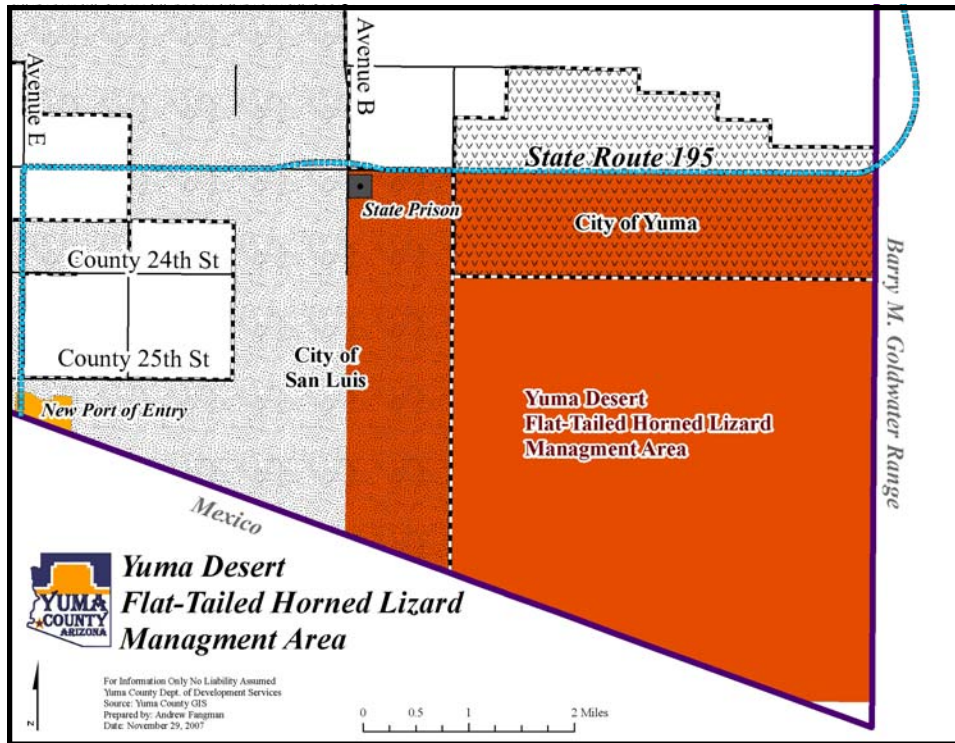 Avenue E
Avenue B
State Route 195
State Prison
City of Yuma
County 24th St
County 25th St
City of
San Luis
New Port of Entry
Yuma Desert
Flat-Tailed Horned Lizard
Managment Area
Barry M. Goldwater Range
Mexico
YUMA
COUNTY
ARIZONA
Yuma Desert
Flat-Tailed Horned Lizard
Managment Area
For Information Only No Liability Assumed
Yuma County Dept. of Development Services
Source: Yuma County GIS
Prepared by: Andrew Fangman
Date: November 29, 2007
N
0 0.5 1 2 Miles